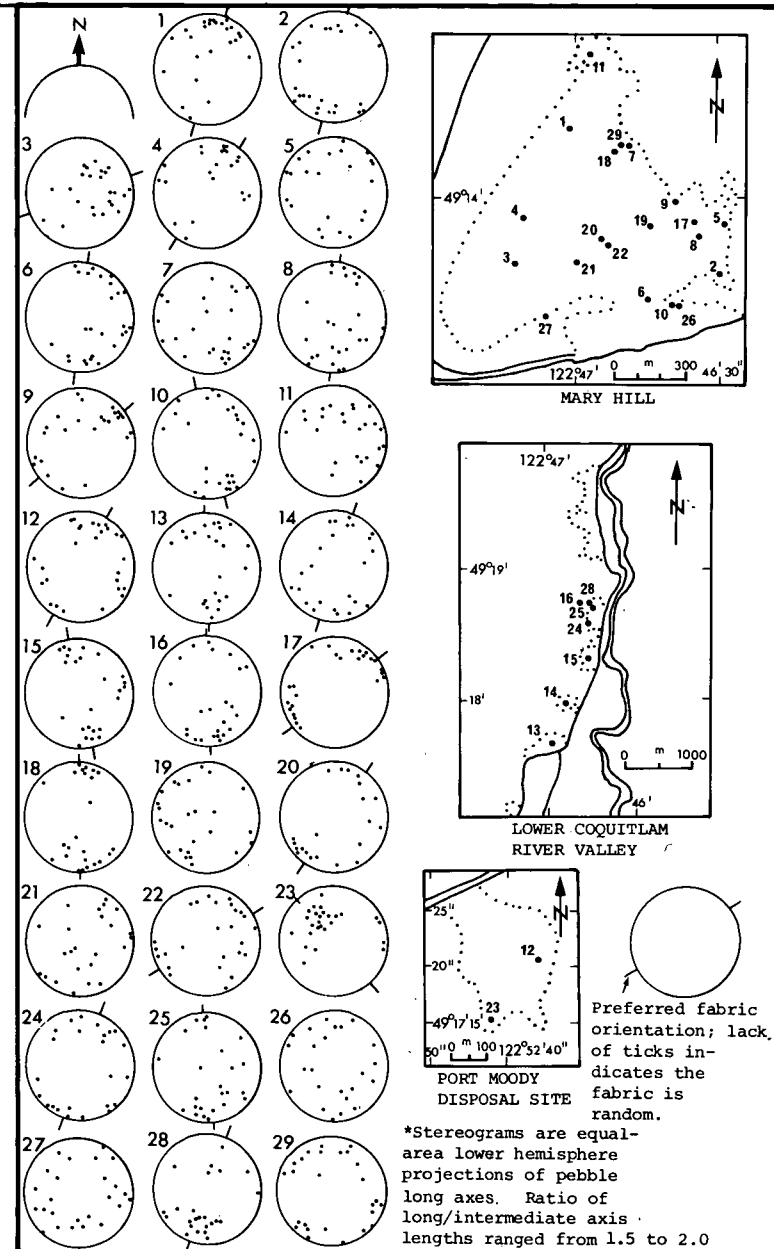 N
1
2
3
4
5
6
7
8
9
10
11
12
13
14
15
16
17
18
19
20
21
22
23
24
25
26
27
28
29
N
11
1
29
18
7
49°14'
9
4
19
17
5
20
22
8
3
21
2
6
10
26
27
122°47'
0 m 300
46' 30"
MARY HILL
122°47'
N
49°19'
16
28
25
24
15
18'
14
13
0 m 1000
46'
LOWER COQUITLAM
RIVER VALLEY
N
25"
12
20"
23
49°17'15"
50"
0 m 100
122°52'40"
PORT MOODY
DISPOSAL SITE
Preferred fabric
orientation; lack
of ticks in-
dicates the
fabric is
random.
*Stereograms are equal-
area lower hemisphere
projections of pebble
long axes. Ratio of
long/intermediate axis
lengths ranged from 1.5 to 2.0